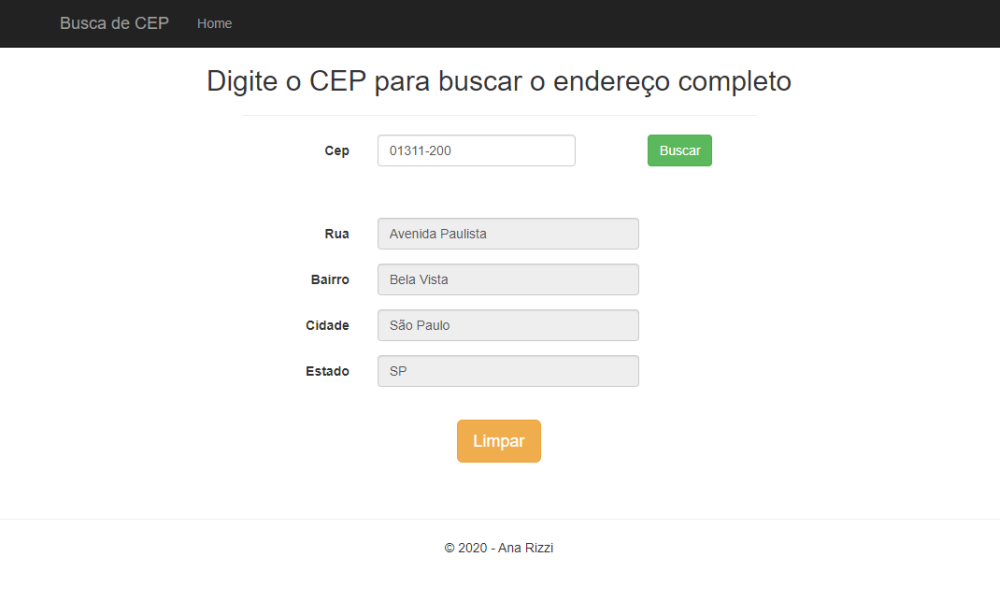 Busca de CEP Home
Digite o CEP para buscar o endereço completo
Cep 01311-200 Buscar
Rua Avenida Paulista
Bairro Bela Vista
Cidade São Paulo
Estado SP
Limpar
© 2020 - Ana Rizzi